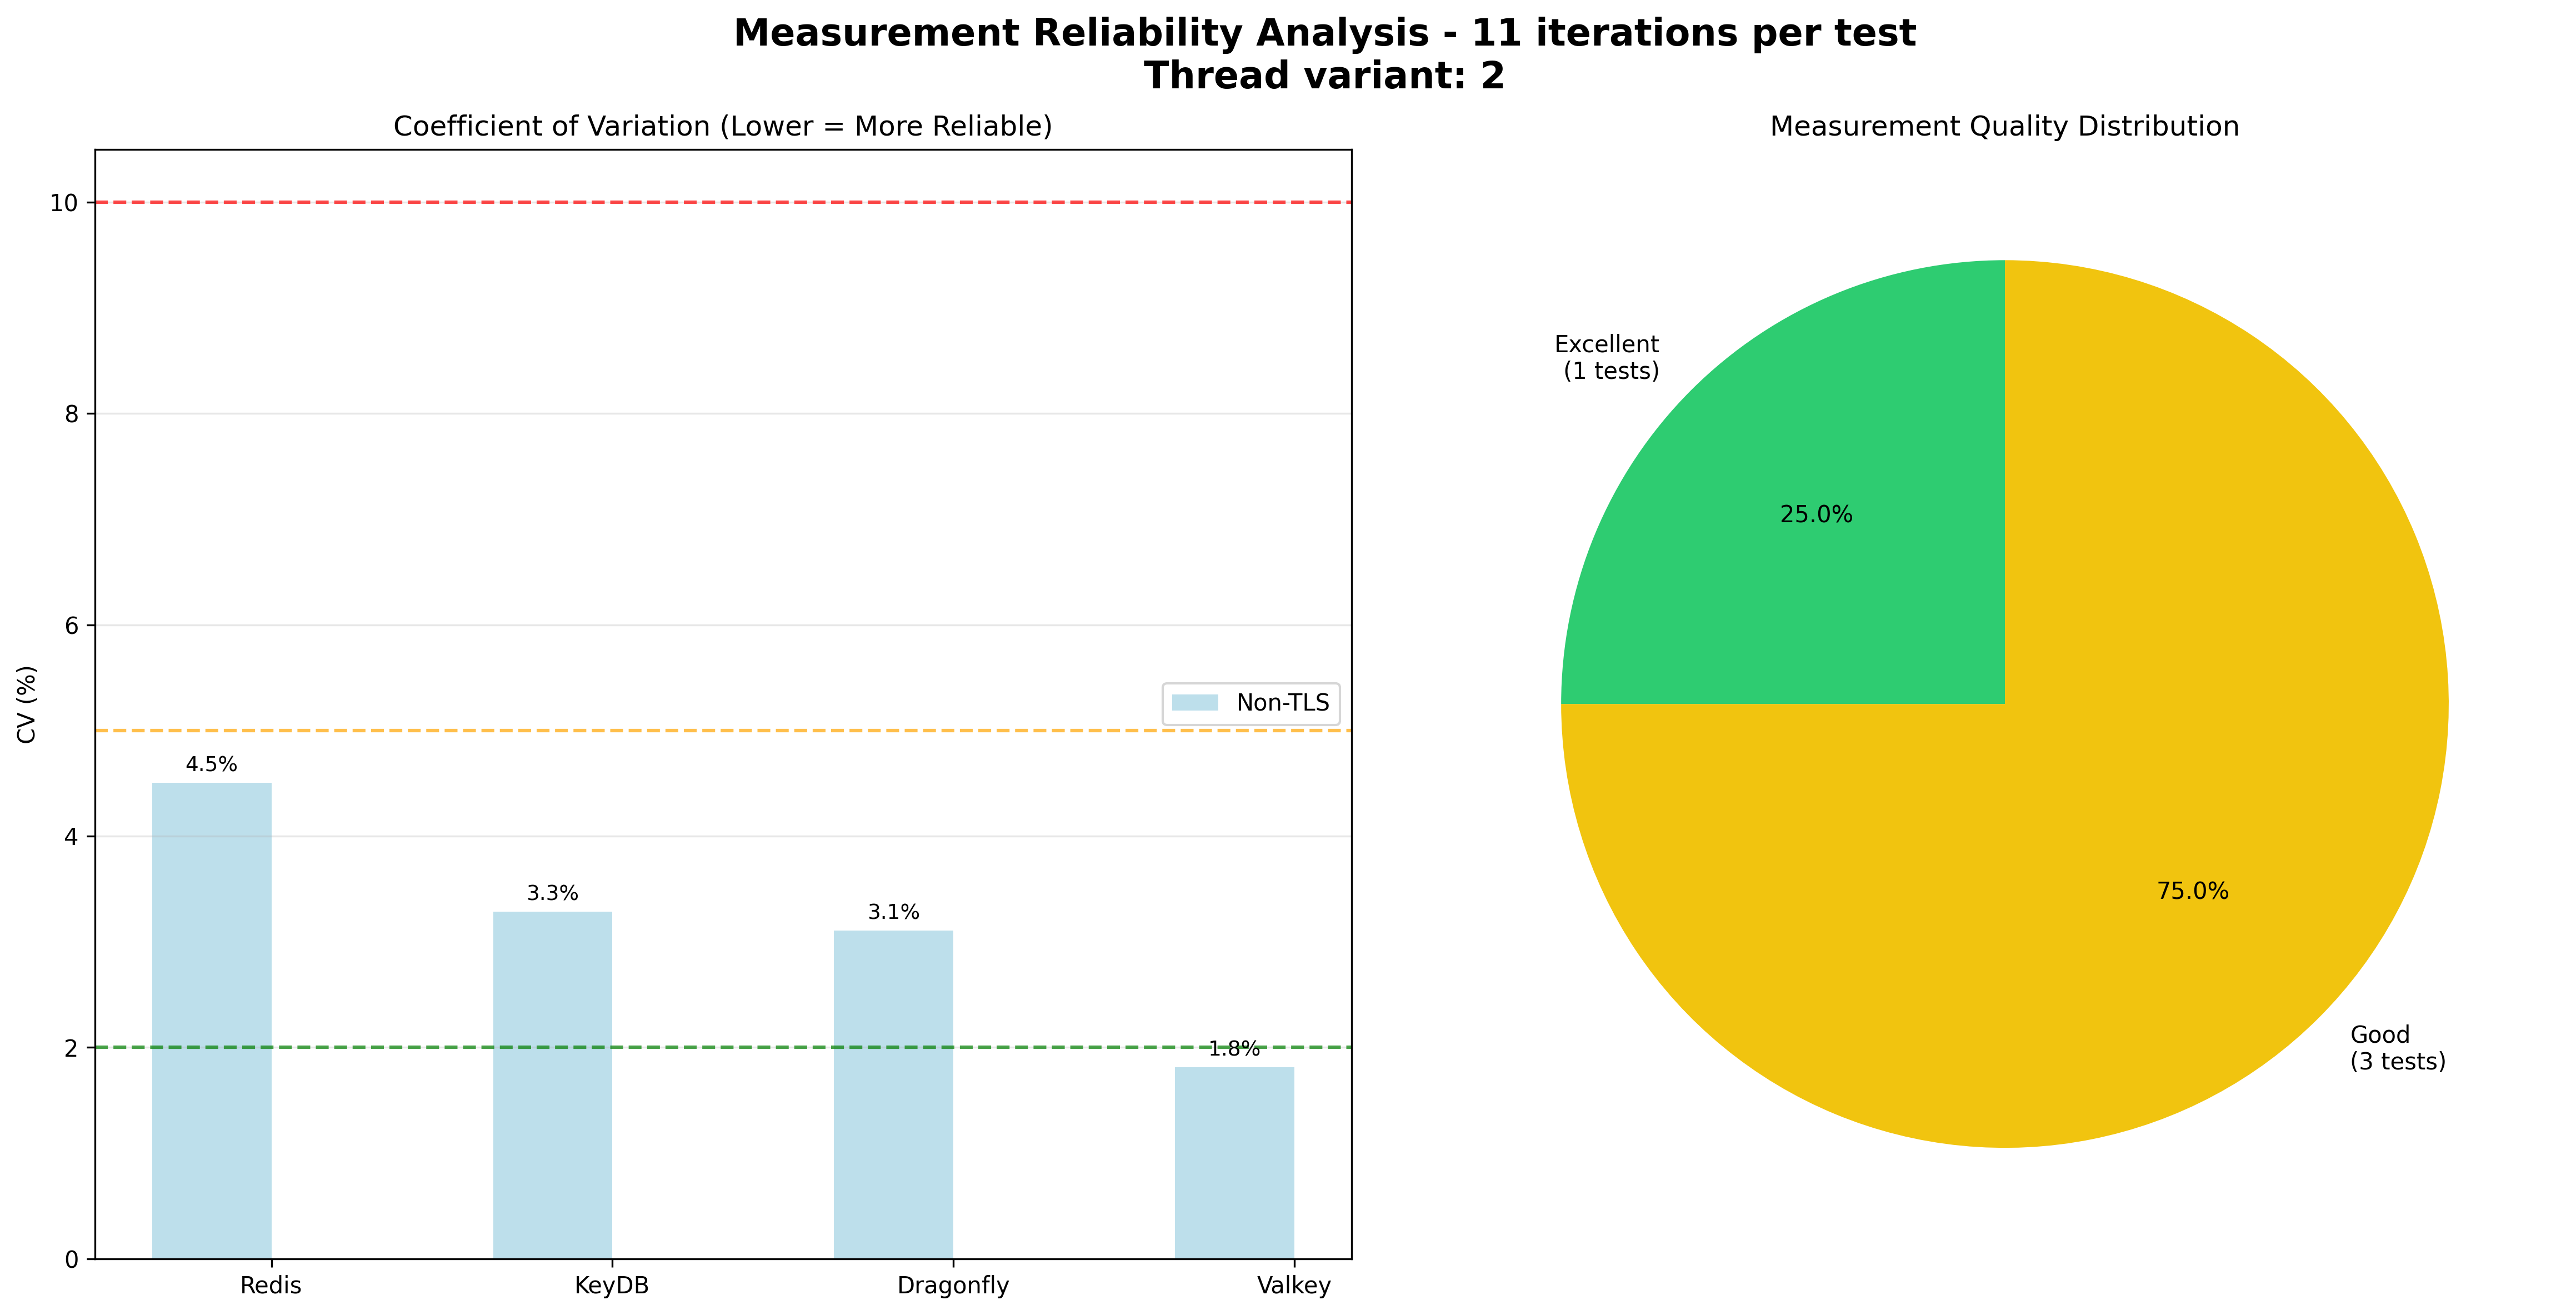 Measurement Reliability Analysis - 11 iterations per test
Thread variant: 2
Coefficient of Variation (Lower = More Reliable)
CV (%)
10
8
6
4
2
0
Non-TLS
4.5%
3.3%
3.1%
1.8%
Redis
KeyDB
Dragonfly
Valkey
Measurement Quality Distribution
Excellent
(1 tests)
25.0%
75.0%
Good
(3 tests)